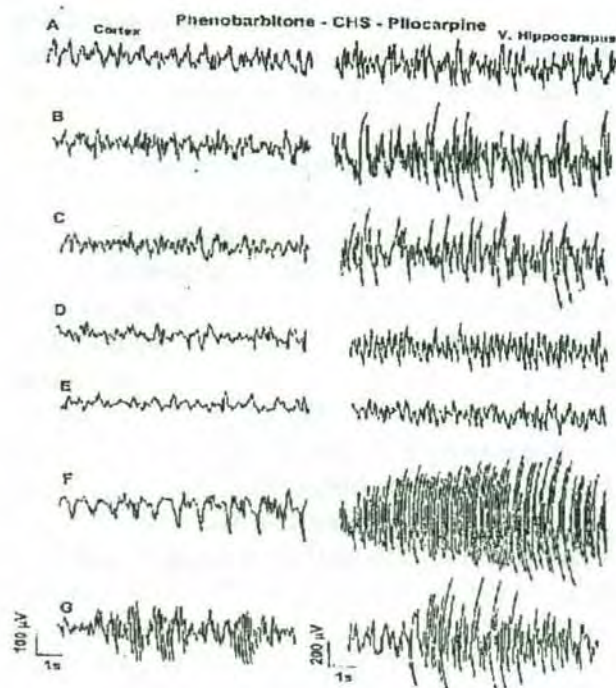 Phenobarbitone - CHS - Pilocarpine
A Cortex V. Hippocampus
B
C
D
E
F
G
100 μV 1s 200 μV 1s